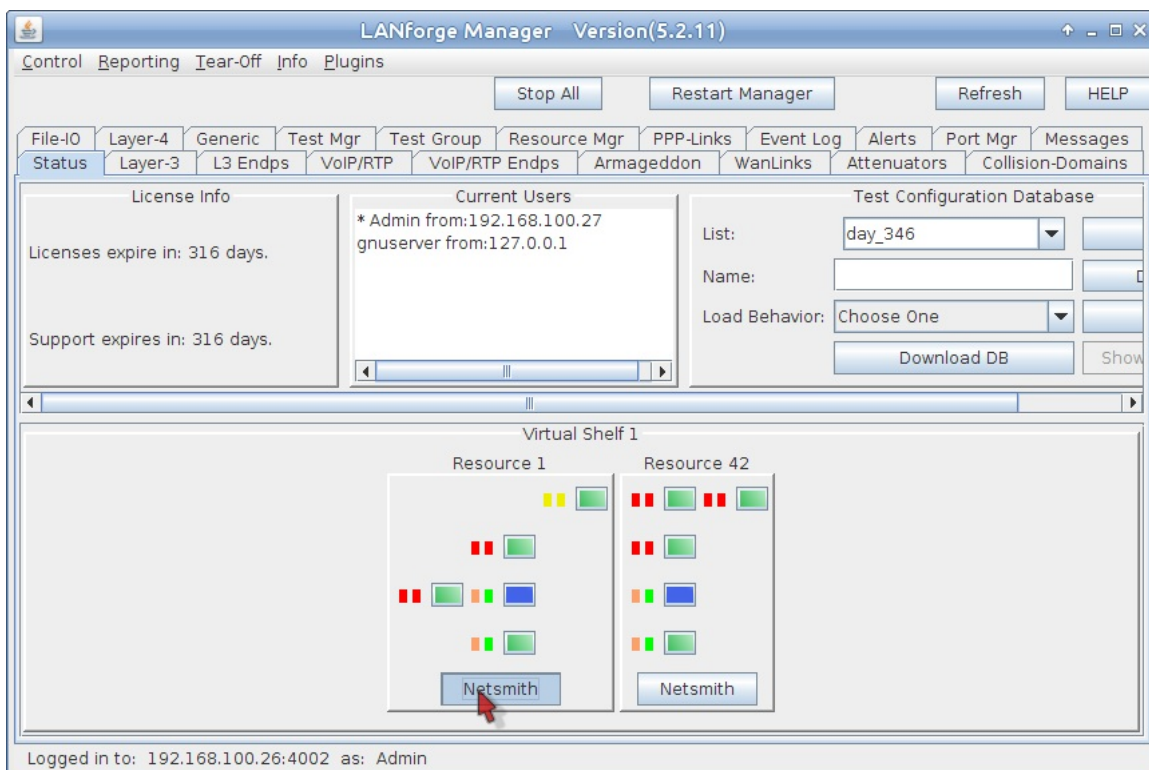 LANforge Manager Version(5.2.11)
Control Reporting Tear-Off Info Plugins
Stop All Restart Manager Refresh HELP
File-IO Layer-4 Generic Test Mgr Test Group Resource Mgr PPP-Links Event Log Alerts Port Mgr Messages
Status Layer-3 L3 Endps VoIP/RTP VoIP/RTP Endps Armageddon WanLinks Attenuators Collision-Domains
License Info Current Users Test Configuration Database
* Admin from:192.168.100.27
gnuserver from:127.0.0.1
Licenses expire in: 316 days.
Support expires in: 316 days.
List: day_346
Name:
Load Behavior: Choose One
Download DB Show
Virtual Shelf 1
Resource 1 Resource 42
Netsmith Netsmith
Logged in to: 192.168.100.26:4002 as: Admin